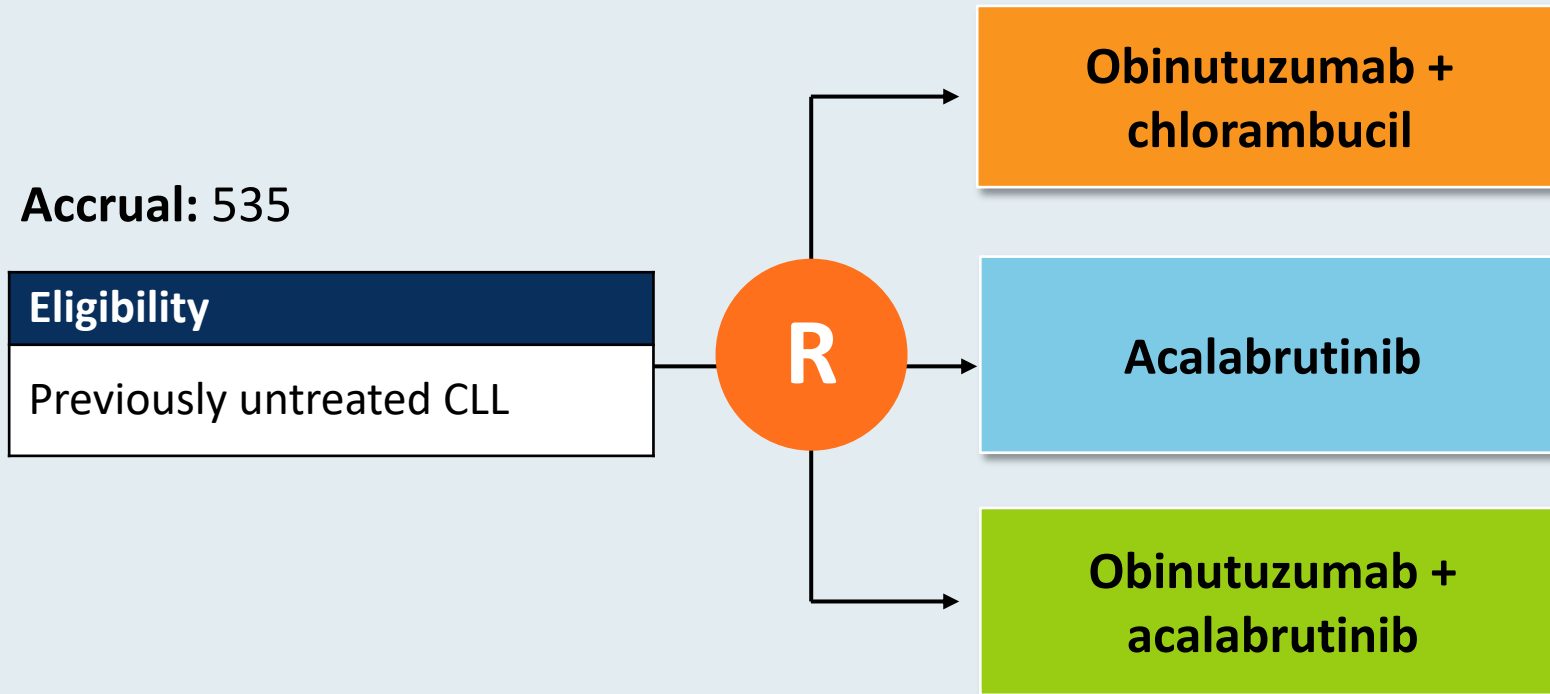 Accrual: 535
Eligibility
Previously untreated CLL
R
Obinutuzumab +
chlorambucil
Acalabrutinib
Obinutuzumab +
acalabrutinib